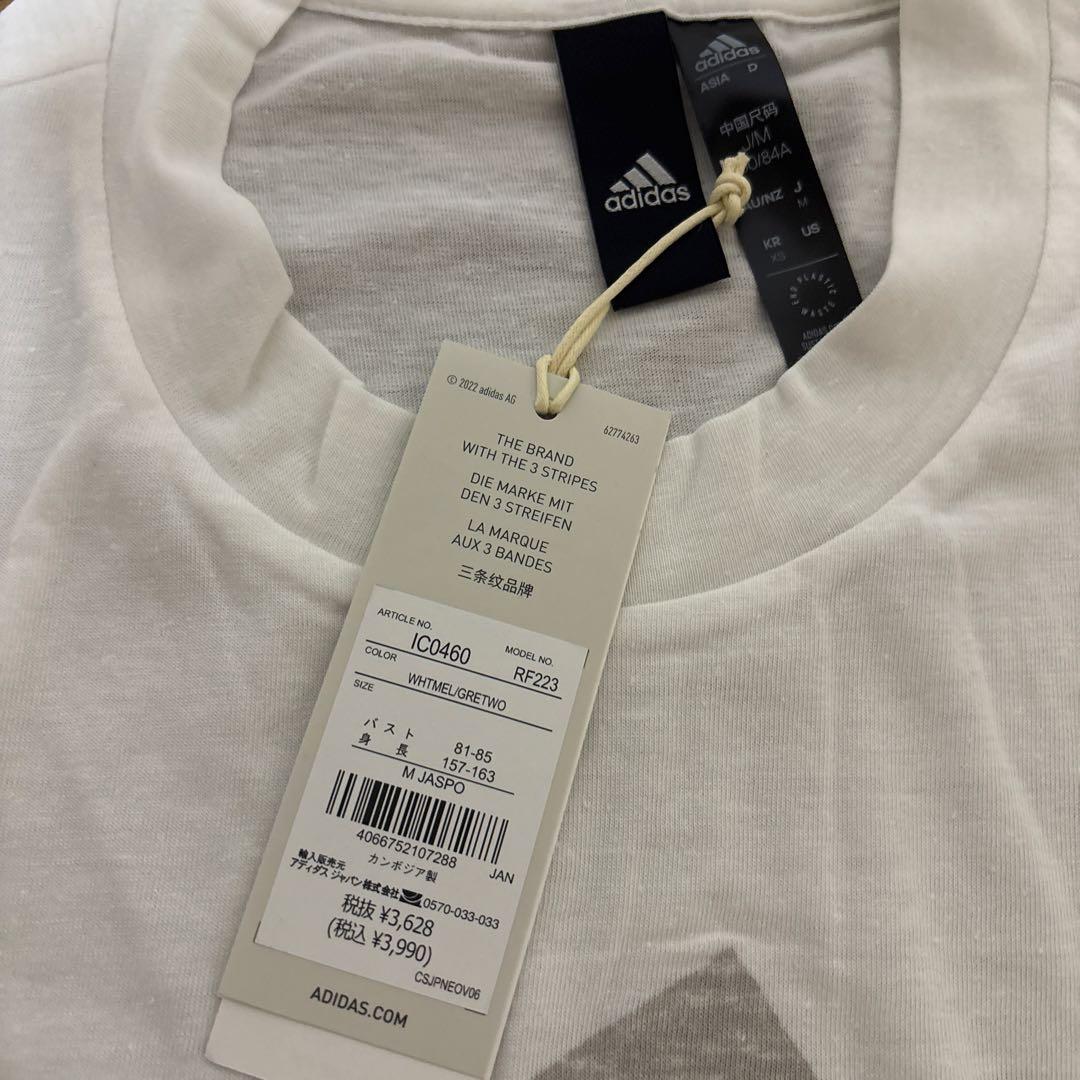 adidas
adidas
ASIA D
中国尺码
J/M
/84A
AU/NZ J
M
KR US
XS
END PLASTIC WASTE
© 2022 adidas AG
62774263
THE BRAND
WITH THE 3 STRIPES
DIE MARKE MIT
DEN 3 STREIFEN
LA MARQUE
AUX 3 BANDES
三条纹品牌
ARTICLE NO.
IC0460
MODEL NO.
RF223
COLOR
WHTMEL/GRETWO
SIZE
バスト 81-85
身長 157-163
M JASPO
4066752107288
カンボジア製 JAN
輸入販売元
アディダス ジャパン株式会社 0570-033-033
税抜 ¥3,628
(税込 ¥3,990)
CSJPNEOV06
ADIDAS.COM